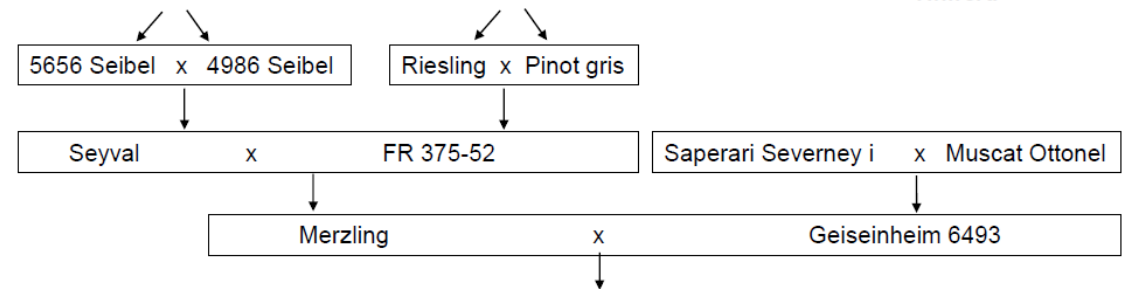 5656 Seibel x 4986 Seibel
Riesling x Pinot gris
Seyval x FR 375-52
Saperari Severney i x Muscat Ottonel
Merzling x Geiseinheim 6493